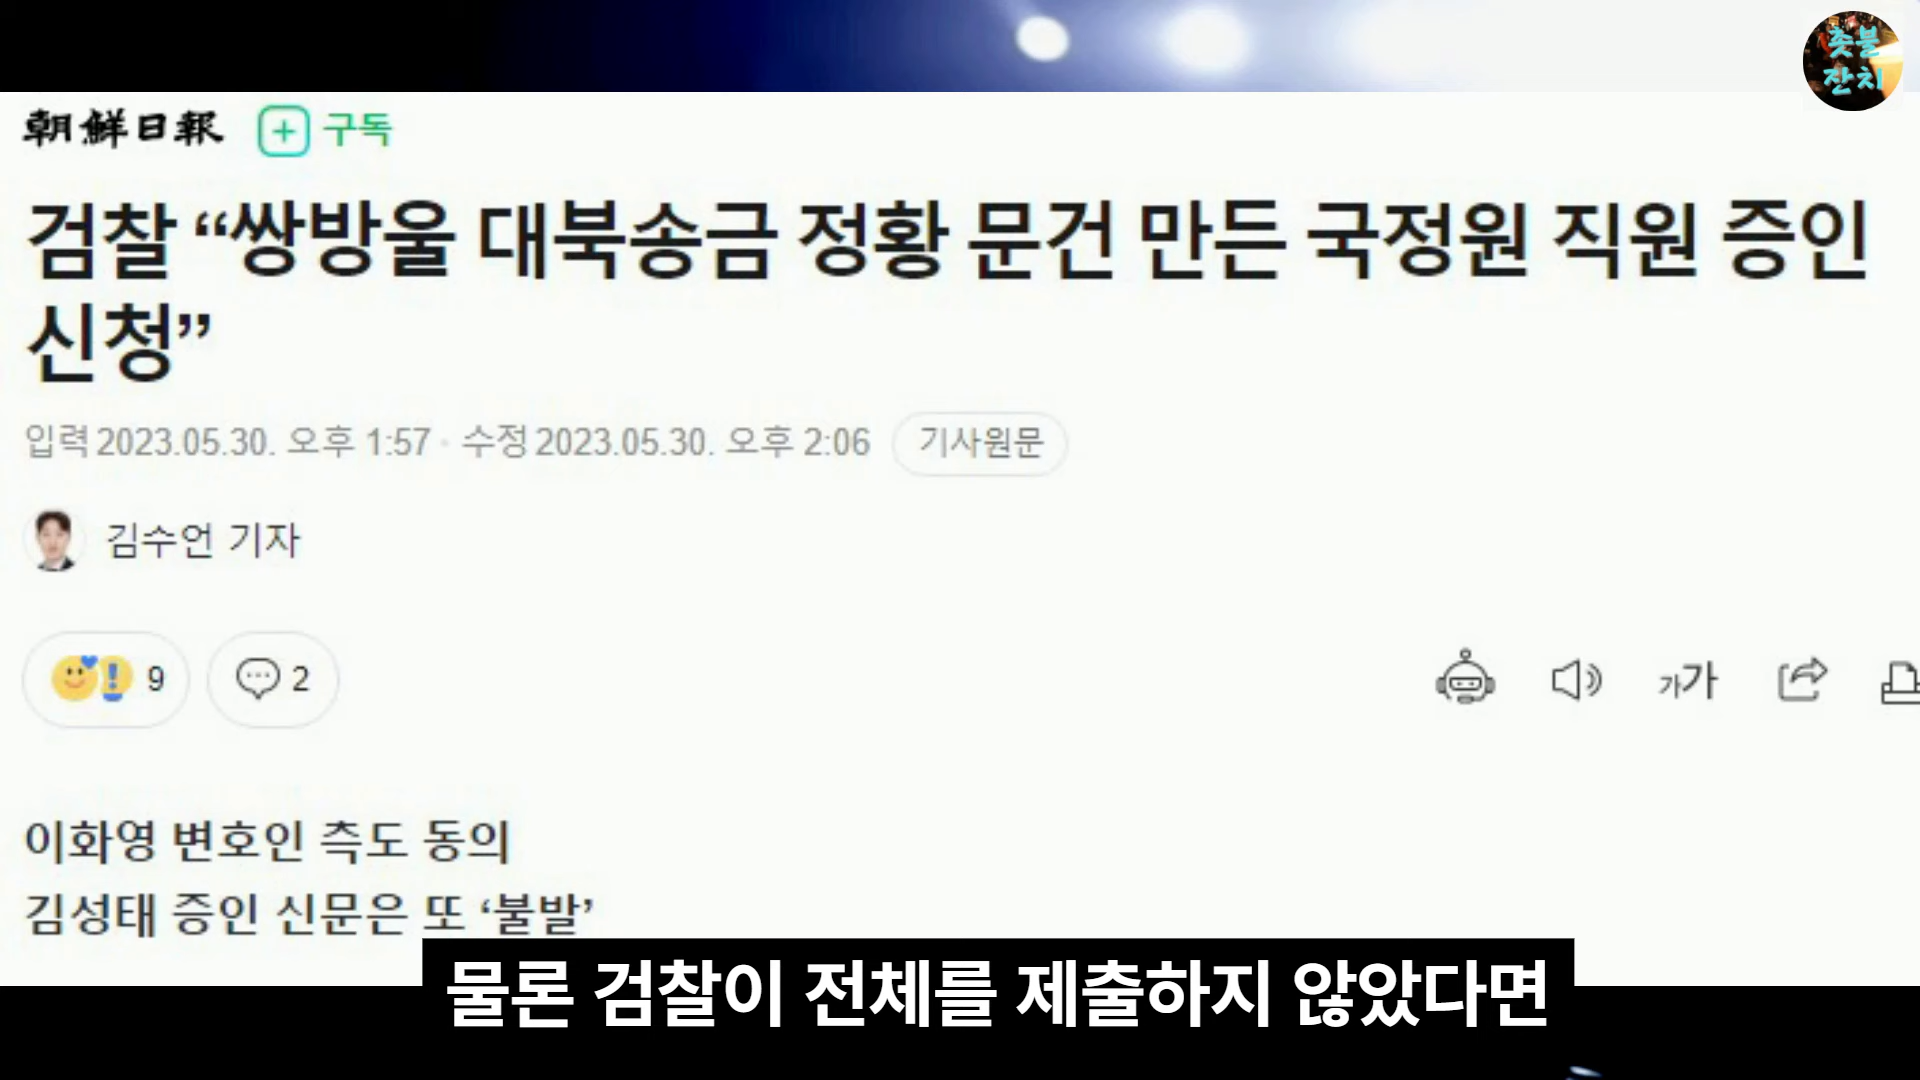 촛불
잔치
朝鮮日報 구독
검찰 “쌍방울 대북송금 정황 문건 만든 국정원 직원 증인
신청”
입력 2023.05.30. 오후 1:57 · 수정 2023.05.30. 오후 2:06 기사원문
김수언 기자
9 2
가가
이화영 변호인 측도 동의
김성태 증인 신문은 또 ‘불발’
물론 검찰이 전체를 제출하지 않았다면